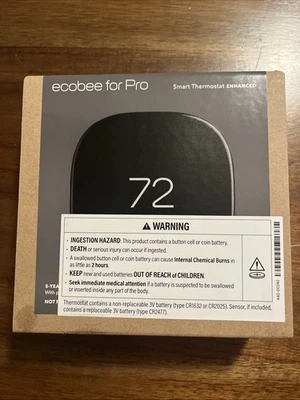 ecobee for Pro
Smart Thermostat ENHANCED
72
⚠ WARNING
• INGESTION HAZARD: This product contains a button cell or coin battery.
• DEATH or serious injury can occur if ingested.
• A swallowed button cell or coin battery can cause Internal Chemical Burns in
as little as 2 hours.
• KEEP new and used batteries OUT OF REACH of CHILDREN.
• Seek immediate medical attention if a battery is suspected to be swallowed
or inserted inside any part of the body.
Thermostat contains a non-replaceable 3V battery (type CR1632 or CR2025). Sensor, if included,
contains a replaceable 3V battery (type CR2477).
5-YEA
With p
NOT F